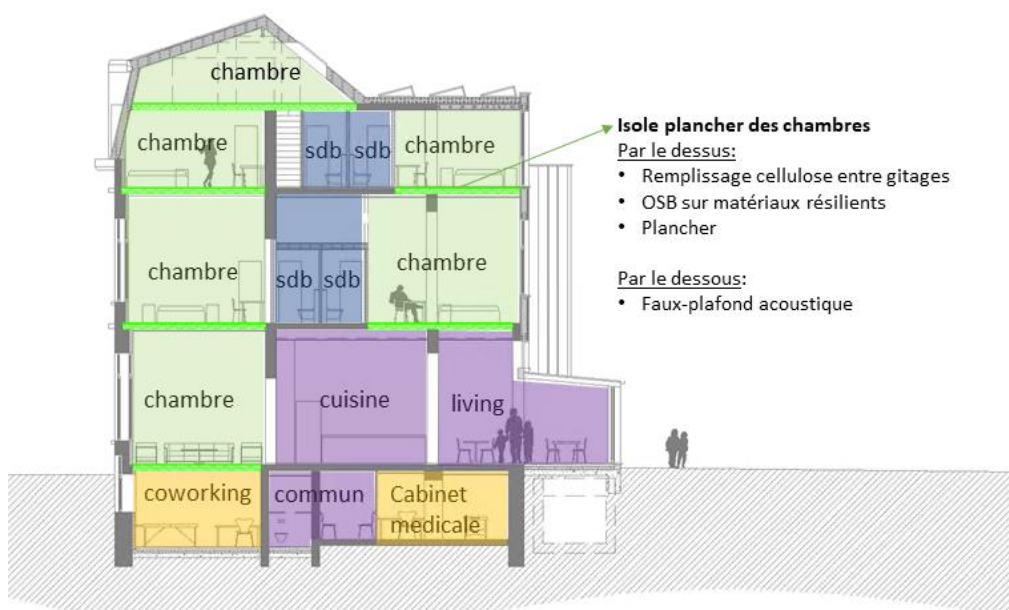 chambre
chambre
sdb sdb
chambre
Isole plancher des chambres
Par le dessus:
• Remplissage cellulose entre gitages
• OSB sur matériaux résilients
• Plancher
Par le dessous:
• Faux-plafond acoustique
chambre
sdb sdb
chambre
chambre
cuisine
living
coworking
commun
Cabinet
medicale